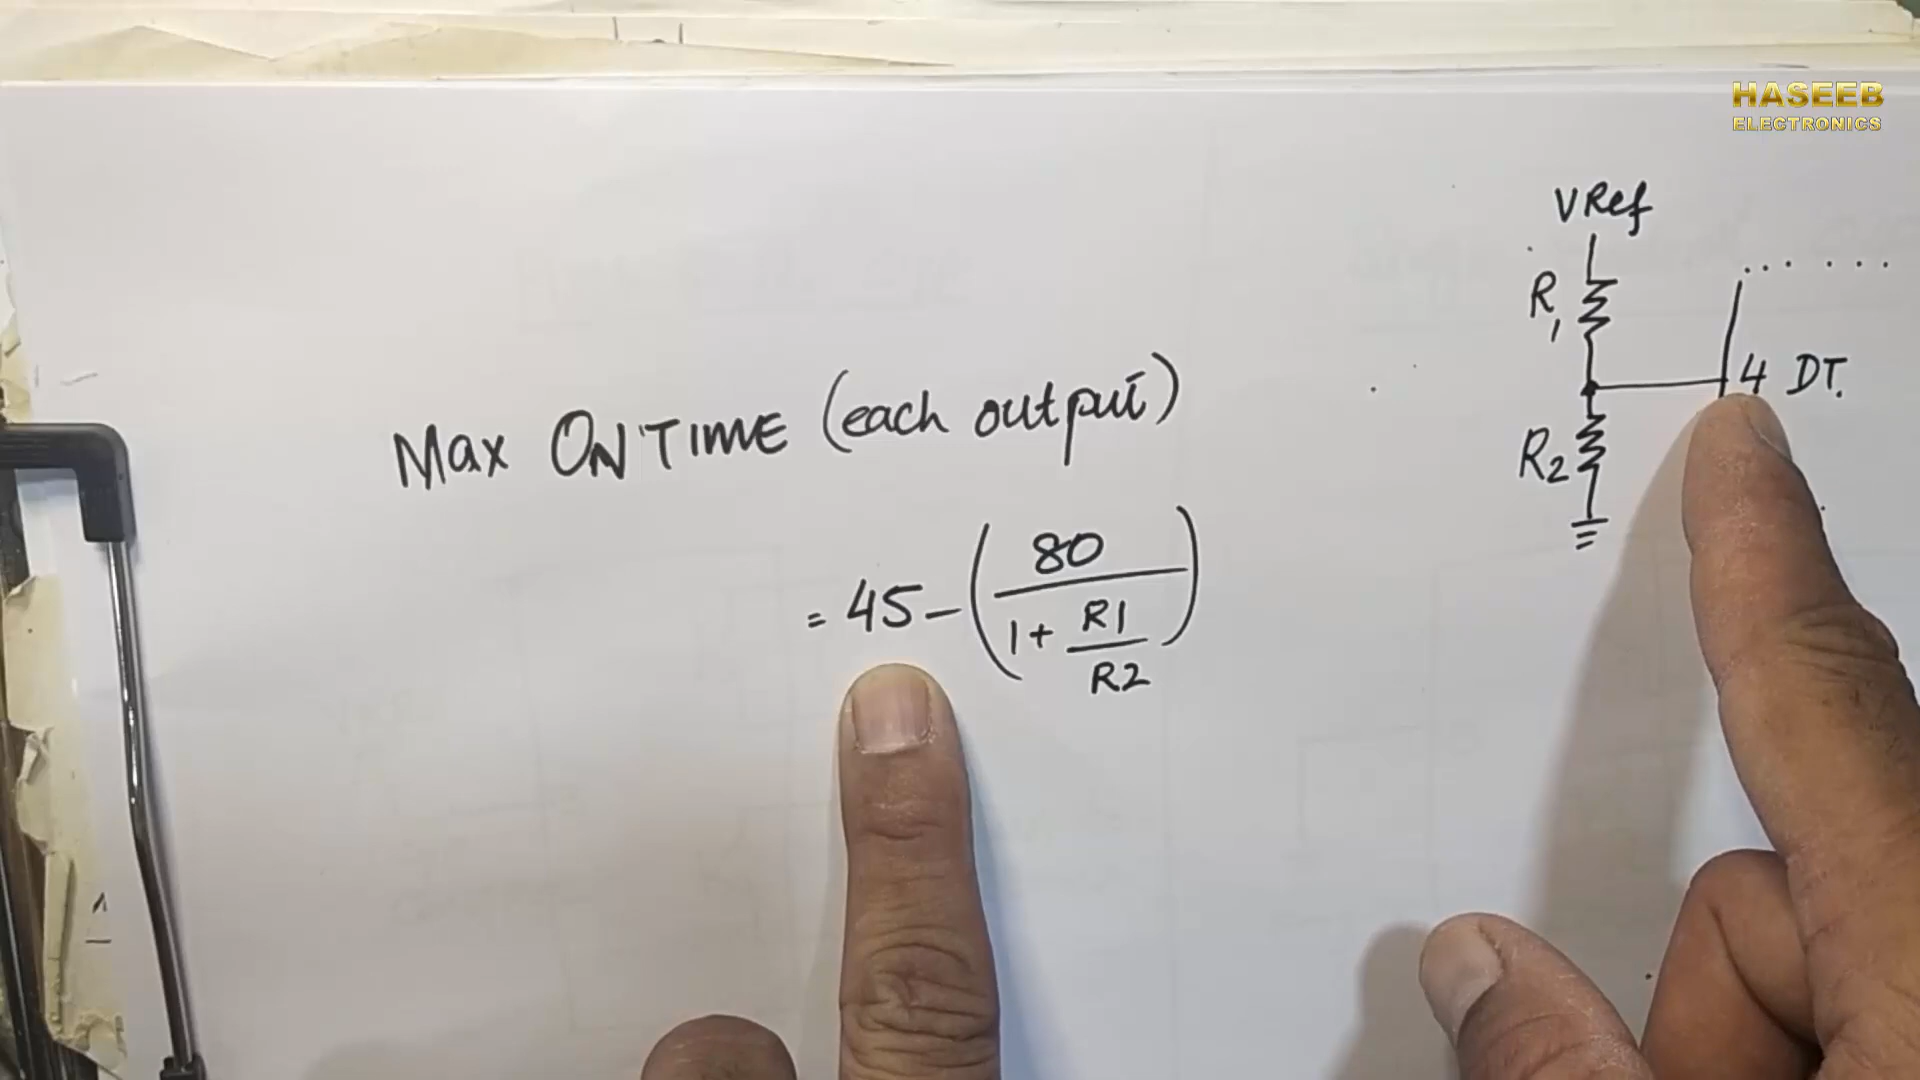 HASEEB
ELECTRONICS
VRef
R1
4 DT.
R2
Max ON TIME (each output)
= 45 - (80 / (1 + R1/R2))